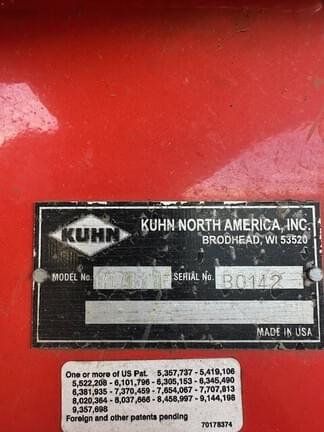 KUHN
KUHN NORTH AMERICA, INC.
BRODHEAD, WI 53520
MODEL No.
SERIAL No. B0142
MADE IN USA
One or more of US Pat. 5,357,737 - 5,419,106
5,522,208 - 6,101,796 - 6,305,153 - 6,345,490
6,381,935 - 7,370,459 - 7,654,067 - 7,707,813
8,020,364 - 8,037,666 - 8,458,997 - 9,144,198
9,357,698
Foreign and other patents pending
70178374